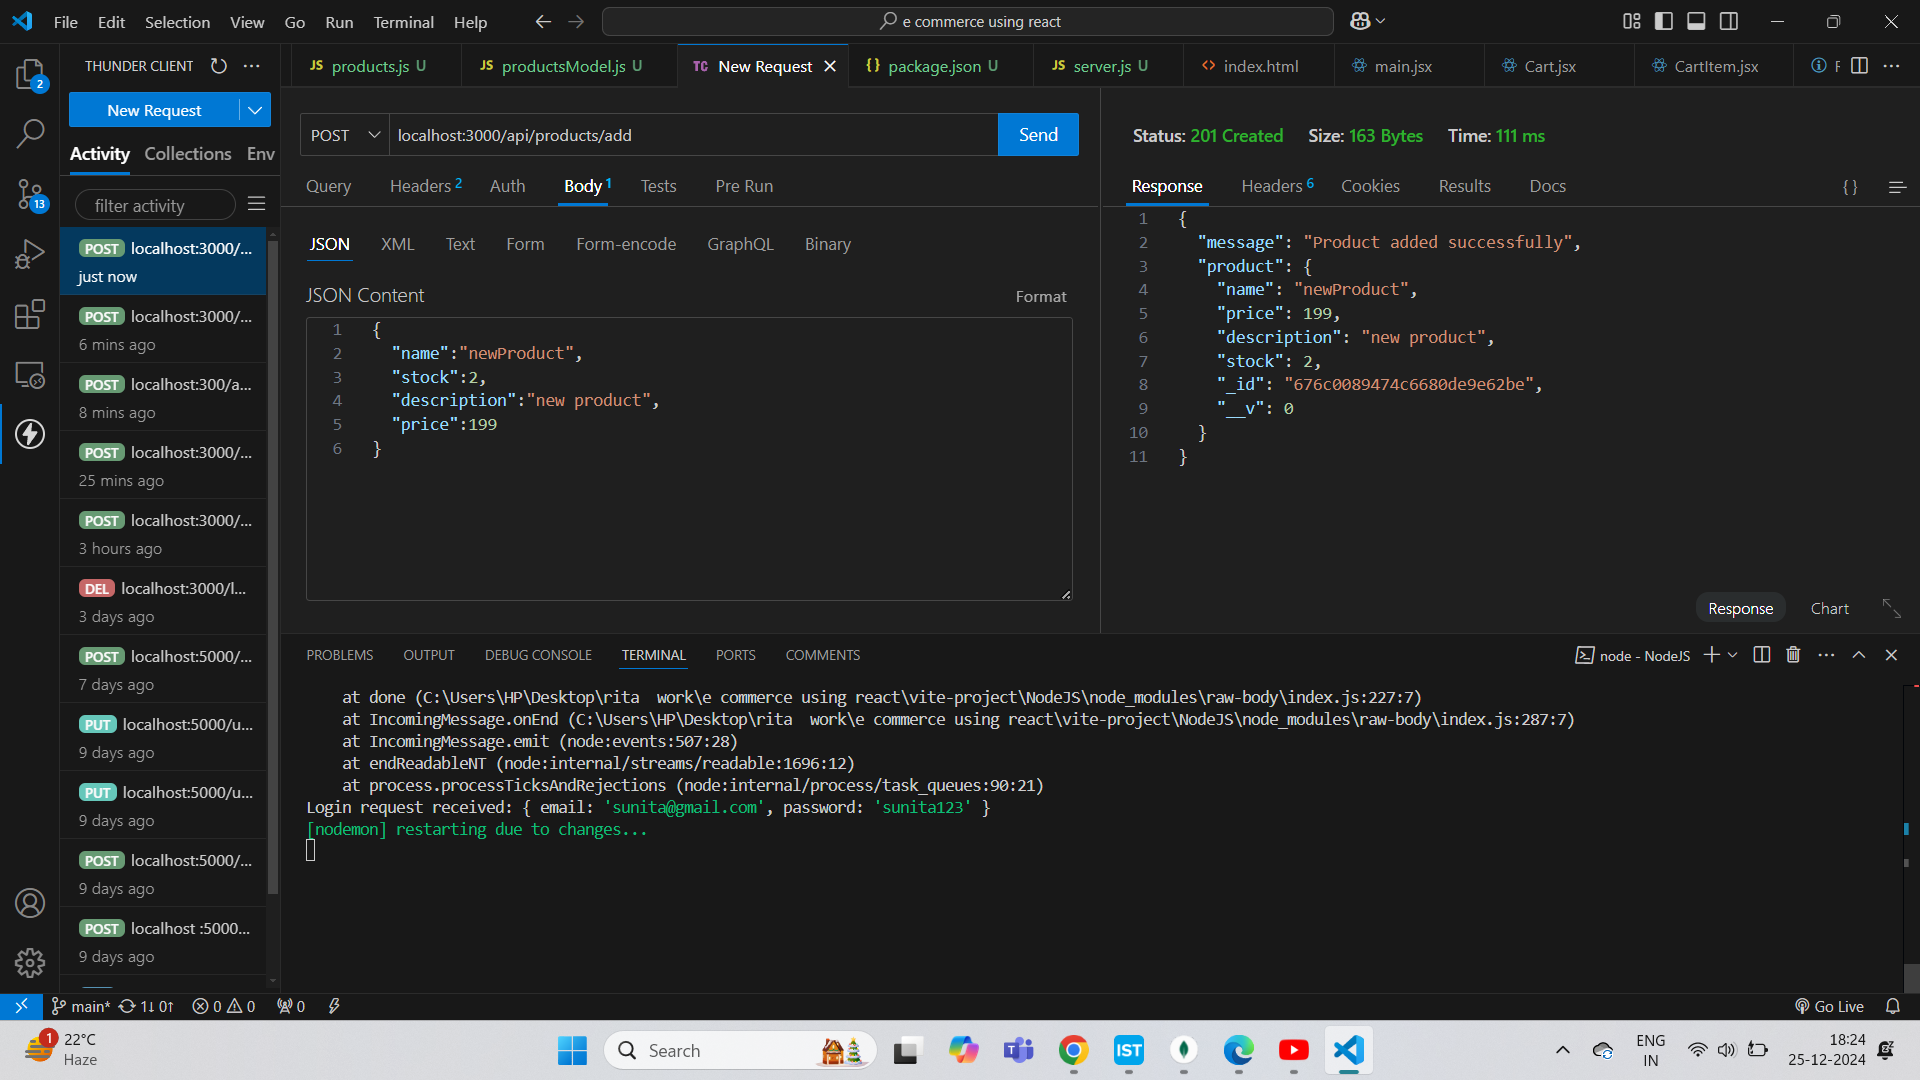 File Edit Selection View Go Run Terminal Help
e commerce using react
THUNDER CLIENT
New Request
Activity Collections Env
filter activity
POST localhost:3000/...
just now
POST localhost:3000/...
6 mins ago
POST localhost:300/a...
8 mins ago
POST localhost:3000/...
25 mins ago
POST localhost:3000/...
3 hours ago
DEL localhost:3000/l...
3 days ago
POST localhost:5000/...
7 days ago
PUT localhost:5000/u...
9 days ago
PUT localhost:5000/u...
9 days ago
POST localhost:5000/...
9 days ago
POST localhost :5000...
9 days ago
2
13
JS products.js U
JS productsModel.js U
TC New Request
{} package.json U
JS server.js U
<> index.html
main.jsx
Cart.jsx
CartItem.jsx
POST localhost:3000/api/products/add Send
Query Headers 2 Auth Body 1 Tests Pre Run
JSON XML Text Form Form-encode GraphQL Binary
JSON Content Format
1 {
2 "name":"newProduct",
3 "stock":2,
4 "description":"new product",
5 "price":199
6 }
Status: 201 Created Size: 163 Bytes Time: 111 ms
Response Headers 6 Cookies Results Docs { }
1 {
2 "message": "Product added successfully",
3 "product": {
4 "name": "newProduct",
5 "price": 199,
6 "description": "new product",
7 "stock": 2,
8 "_id": "676c0089474c6680de9e62be",
9 "__v": 0
10 }
11 }
Response Chart
PROBLEMS OUTPUT DEBUG CONSOLE TERMINAL PORTS COMMENTS
node - NodeJS
at done (C:\Users\HP\Desktop\rita  work\e commerce using react\vite-project\NodeJS\node_modules\raw-body\index.js:227:7)
at IncomingMessage.onEnd (C:\Users\HP\Desktop\rita  work\e commerce using react\vite-project\NodeJS\node_modules\raw-body\index.js:287:7)
at IncomingMessage.emit (node:events:507:28)
at endReadableNT (node:internal/streams/readable:1696:12)
at process.processTicksAndRejections (node:internal/process/task_queues:90:21)
Login request received: { email: 'sunita@gmail.com', password: 'sunita123' }
[nodemon] restarting due to changes...
main* 1↓ 0↑ 0 0 0
Go Live
1
22°C
Haze
Search
IST
ENG
IN
18:24
25-12-2024